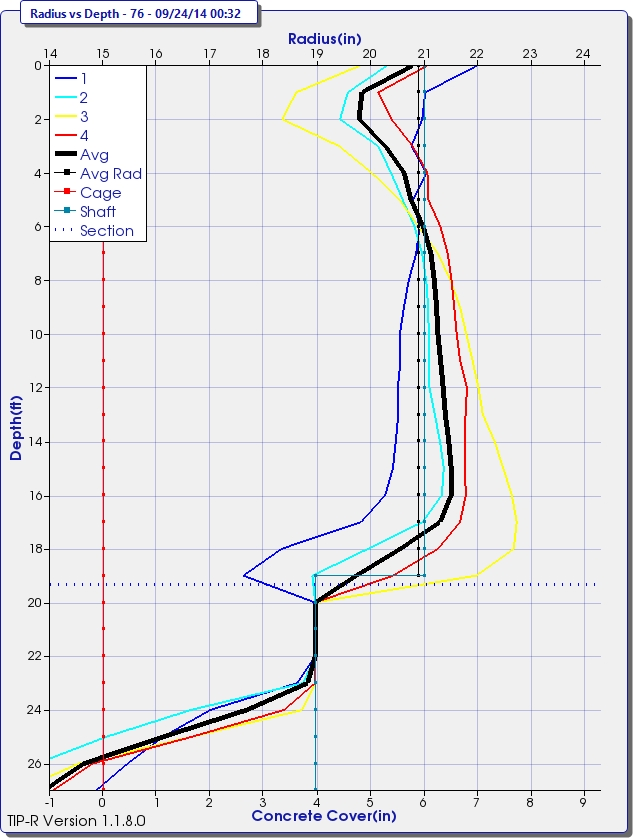 Radius vs Depth - 76 - 09/24/14 00:32
Radius(in)
14 15 16 17 18 19 20 21 22 23 24
0
2
4
6
8
10
12
14
16
18
20
22
24
26
Depth(ft)
1
2
3
4
Avg
Avg Rad
Cage
Shaft
Section
-1 0 1 2 3 4 5 6 7 8 9
Concrete Cover(in)
TIP-R Version 1.1.8.0